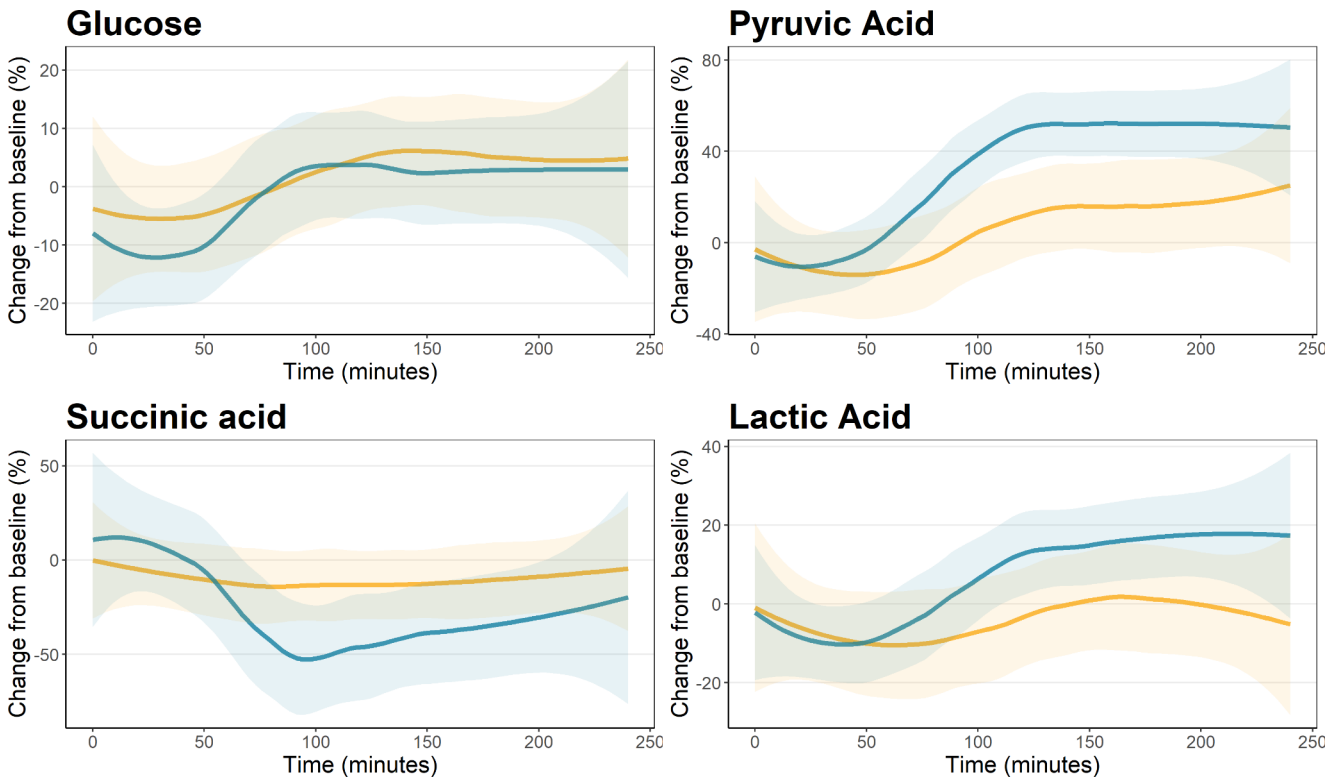 Glucose
Change from baseline (%)
20
10
0
-10
-20
0 50 100 150 200 250
Time (minutes)
Pyruvic Acid
Change from baseline (%)
80
40
0
-40
0 50 100 150 200 250
Time (minutes)
Succinic acid
Change from baseline (%)
50
0
-50
0 50 100 150 200 250
Time (minutes)
Lactic Acid
Change from baseline (%)
40
20
0
-20
0 50 100 150 200 250
Time (minutes)